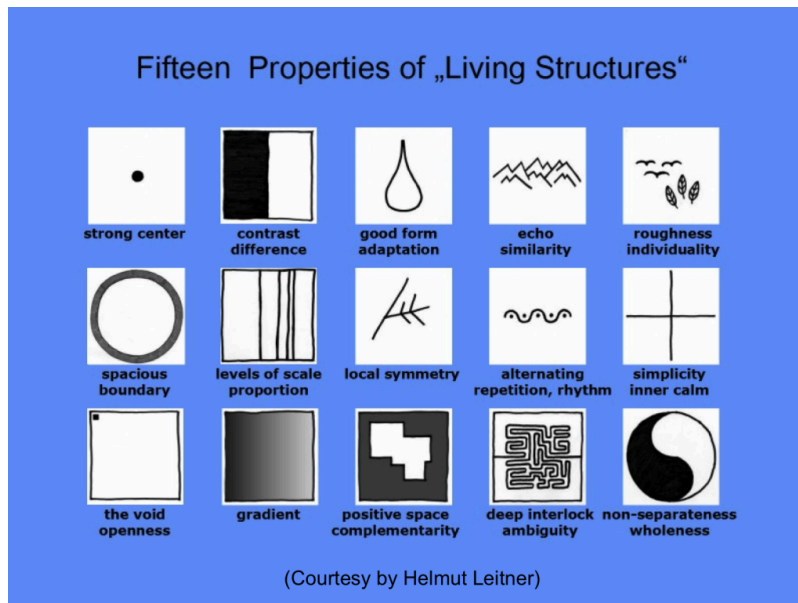 Fifteen Properties of „Living Structures“
strong center
contrast
difference
good form
adaptation
echo
similarity
roughness
individuality
spacious
boundary
levels of scale
proportion
local symmetry
alternating
repetition, rhythm
simplicity
inner calm
the void
openness
gradient
positive space
complementarity
deep interlock
ambiguity
non-separateness
wholeness
(Courtesy by Helmut Leitner)